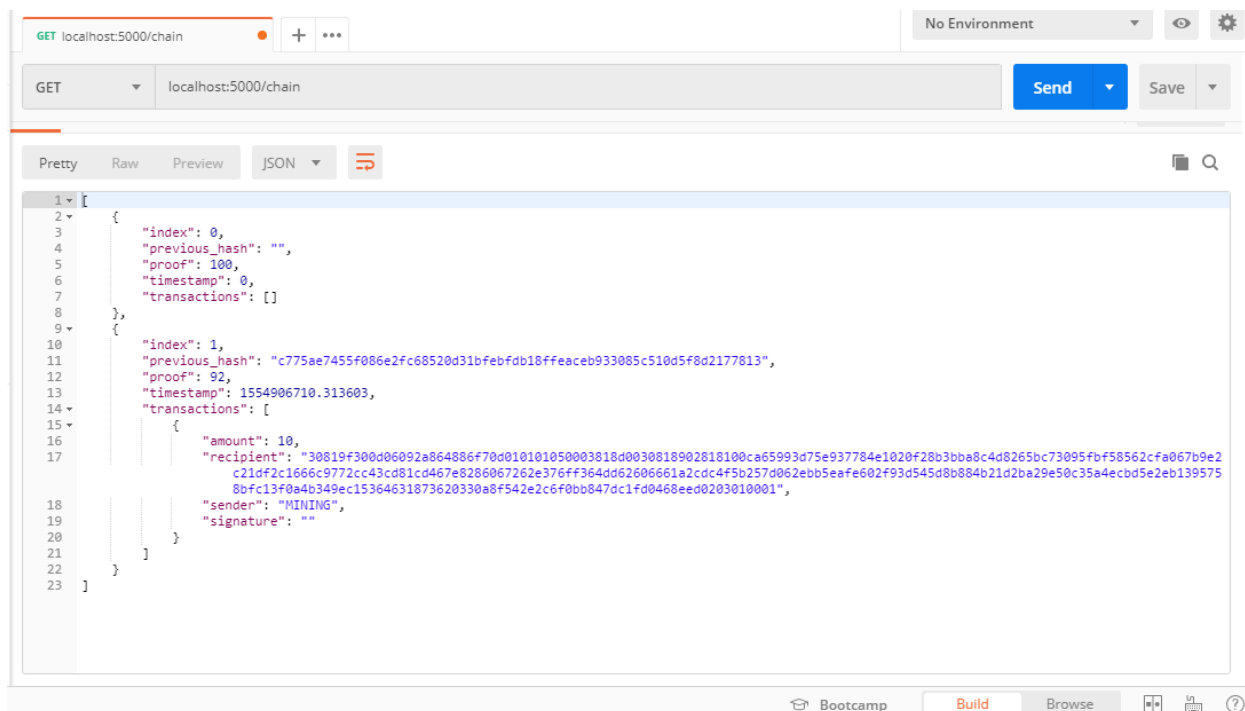 GET localhost:5000/chain
No Environment
GET localhost:5000/chain Send Save
Pretty Raw Preview JSON
1 [
2 {
3 "index": 0,
4 "previous_hash": "",
5 "proof": 100,
6 "timestamp": 0,
7 "transactions": []
8 },
9 {
10 "index": 1,
11 "previous_hash": "c775ae7455f086e2fc68520d31bfebfdb18ffeaceb933085c510d5f8d2177813",
12 "proof": 92,
13 "timestamp": 1554906710.313603,
14 "transactions": [
15 {
16 "amount": 10,
17 "recipient": "30819f300d06092a864886f70d010101050003818d0030818902818100ca65993d75e937784e1020f28b3bba8c4d8265bc73095fbf58562cfa067b9e2
c21df2c1666c9772cc43cd81cd467e8286067262e376ff364dd62606661a2cdc4f5b257d062ebb5eafe602f93d545d8b884b21d2ba29e50c35a4ecbd5e2eb139575
8bfc13f0a4b349ec15364631873620330a8f542e2c6f0bb847dc1fd0468eed0203010001",
18 "sender": "MINING",
19 "signature": ""
20 }
21 ]
22 }
23 ]
Bootcamp Build Browse